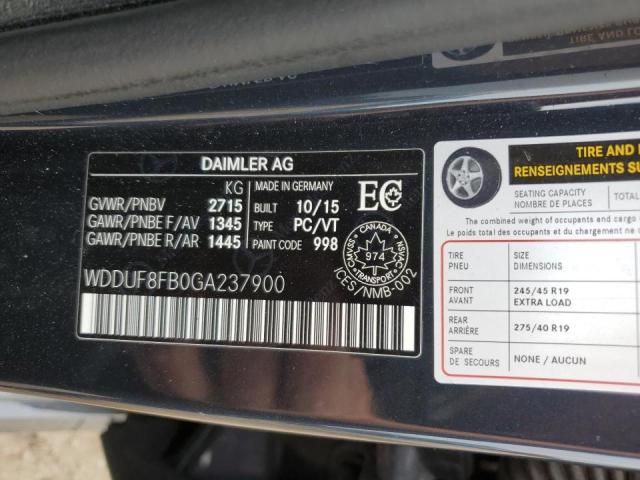 DAIMLER AG
KG
MADE IN GERMANY
GVWR/PNBV 2715
BUILT 10/15
GAWR/PNBE F/AV 1345
TYPE PC/VT
GAWR/PNBE R/AR 1445
PAINT CODE 998
EC
CANADA
974
ICES/NMB-002
WDDUF8FB0GA237900
TIRE AND
RENSEIGNEMENTS SU
SEATING CAPACITY
NOMBRE DE PLACES
The combined weight of occupants and cargo
Le poids total des occupants et du
TIRE
PNEU
SIZE
DIMENSIONS
FRONT
AVANT
245/45 R19
EXTRA LOAD
REAR
ARRIÈRE
275/40 R19
SPARE
DE SECOURS
NONE / AUCUN